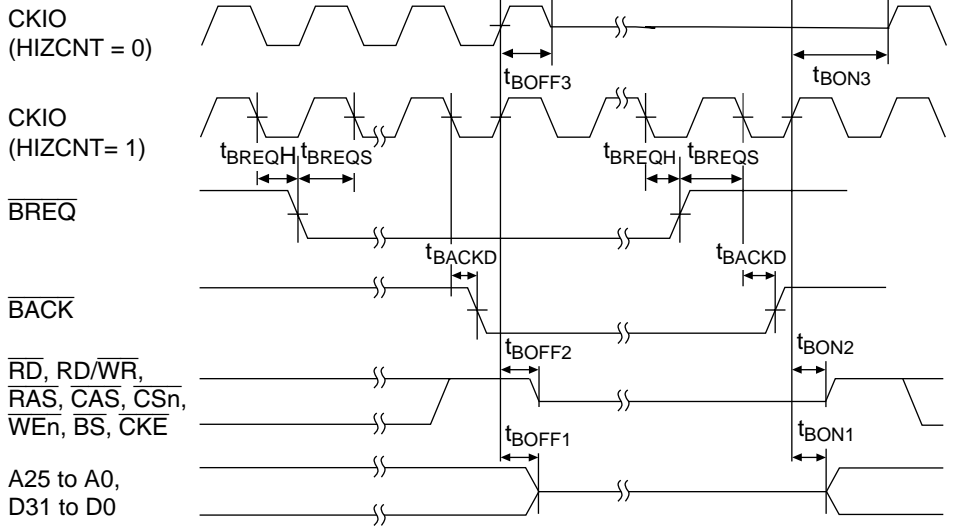 CKIO
(HIZCNT = 0)
tBOFF3
tBON3
CKIO
(HIZCNT= 1)
tBREQH tBREQS
tBREQH tBREQS
BREQ
tBACKD
tBACKD
BACK
tBOFF2
tBON2
RD, RD/WR,
RAS, CAS, CSn,
WEn, BS, CKE
tBOFF1
tBON1
A25 to A0,
D31 to D0